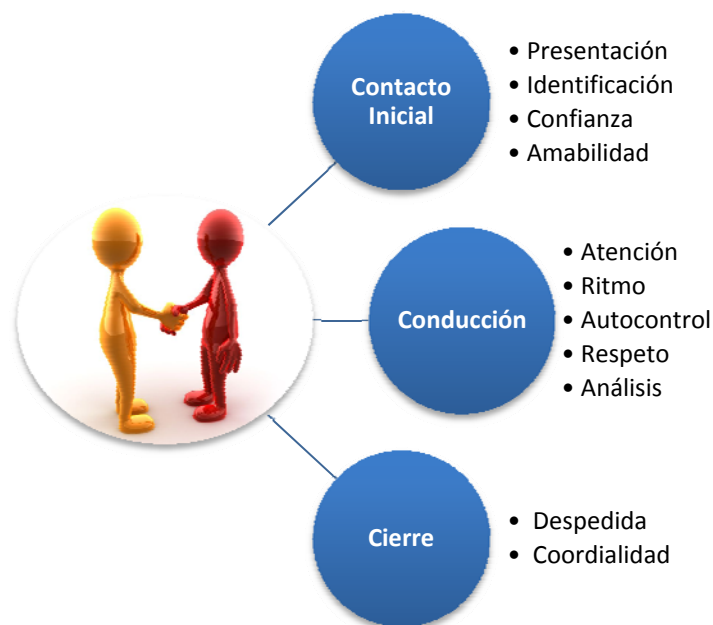 Contacto
Inicial
• Presentación
• Identificación
• Confianza
• Amabilidad
Conducción
• Atención
• Ritmo
• Autocontrol
• Respeto
• Análisis
Cierre
• Despedida
• Coordialidad